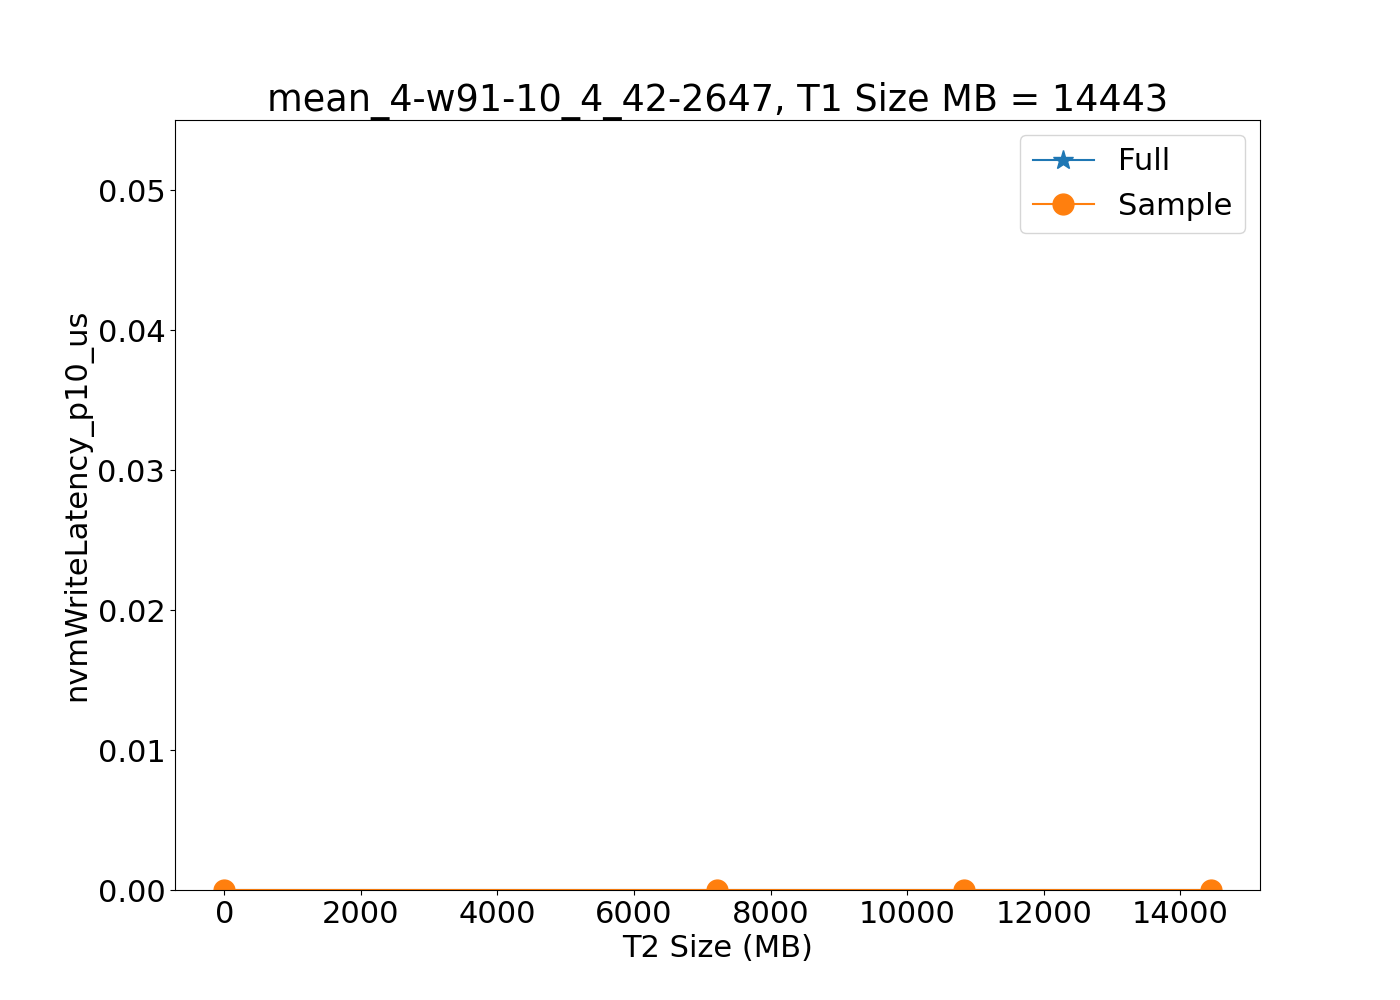 mean_4-w91-10_4_42-2647, T1 Size MB = 14443
Full
Sample
nvmWriteLatency_p10_us
0.05
0.04
0.03
0.02
0.01
0.00
0 2000 4000 6000 8000 10000 12000 14000
T2 Size (MB)